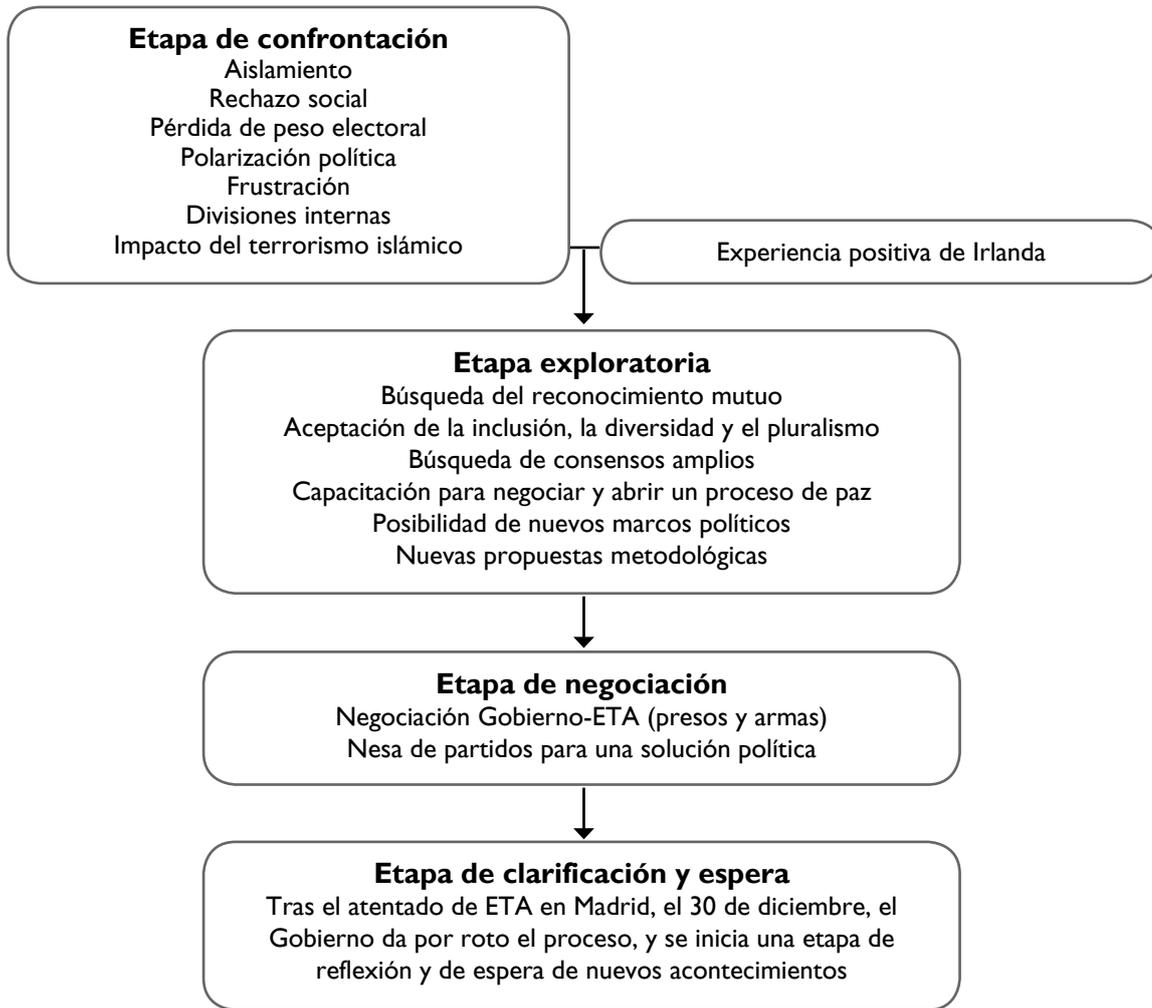 Etapa de confrontación
Aislamiento
Rechazo social
Pérdida de peso electoral
Polarización política
Frustración
Divisiones internas
Impacto del terrorismo islámico
Experiencia positiva de Irlanda
Etapa exploratoria
Búsqueda del reconocimiento mutuo
Aceptación de la inclusión, la diversidad y el pluralismo
Búsqueda de consensos amplios
Capacitación para negociar y abrir un proceso de paz
Posibilidad de nuevos marcos políticos
Nuevas propuestas metodológicas
Etapa de negociación
Negociación Gobierno-ETA (presos y armas)
Nesa de partidos para una solución política
Etapa de clarificación y espera
Tras el atentado de ETA en Madrid, el 30 de diciembre, el
Gobierno da por roto el proceso, y se inicia una etapa de
reflexión y de espera de nuevos acontecimientos